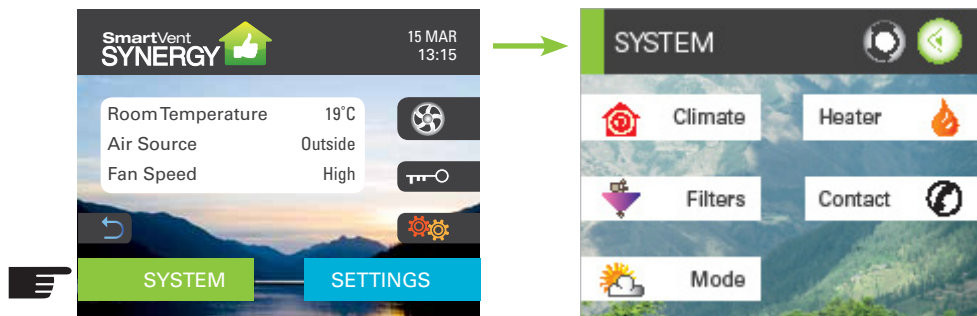 SmartVent
SYNERGY
15 MAR
13:15
Room Temperature 19°C
Air Source Outside
Fan Speed High
SYSTEM SETTINGS
SYSTEM
Climate Heater
Filters Contact
Mode